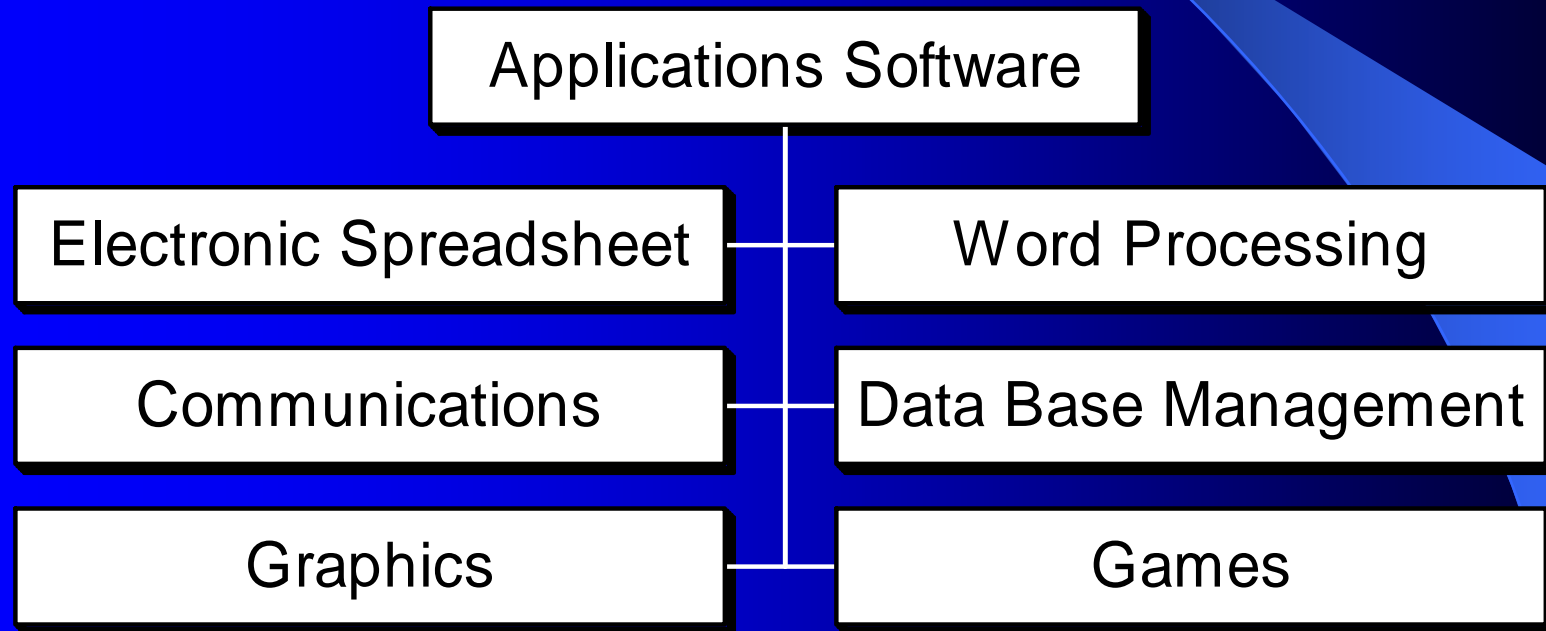 Applications Software
Electronic Spreadsheet
Word Processing
Communications
Data Base Management
Graphics
Games